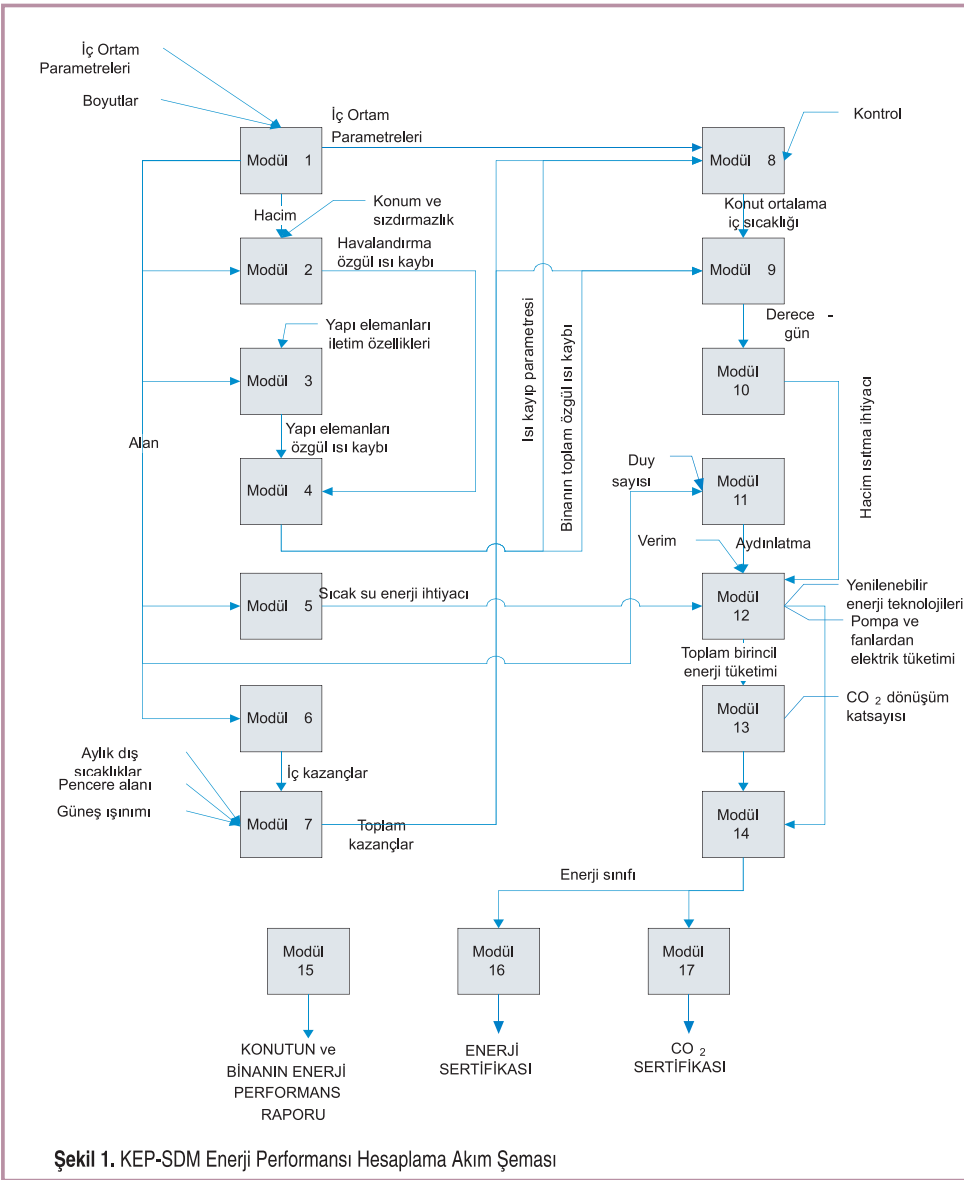 İç Ortam
Parametreleri
Boyutlar
İç Ortam
Parametreleri
Kontrol
Modül 1
Modül 8
Hacim
Konum ve
sızdırmazlık
Konut ortalama
iç sıcaklığı
Modül 2
Havalandırma
özgül ısı kaybı
Modül 9
Yapı elemanları
iletim özellikleri
Derece -
gün
Modül 3
Modül
10
Isı kayıp parametresi
Binanın toplam özgül ısı kaybı
Hacim ısıtma ihtiyacı
Alan
Yapı elemanları
özgül ısı kaybı
Modül 4
Duy
sayısı
Modül
11
Verim
Aydınlatma
Modül 5
Sıcak su enerji ihtiyacı
Modül
12
Yenilenebilir
enerji teknolojileri
Pompa ve
fanlardan
elektrik tüketimi
Toplam birincil
enerji tüketimi
Modül 6
Modül
13
CO 2 dönüşüm
katsayısı
Aylık dış
sıcaklıklar
Pencere alanı
Güneş ışınımı
İç kazançlar
Modül 7
Toplam
kazançlar
Modül
14
Enerji sınıfı
Modül
15
Modül
16
Modül
17
KONUTUN ve
BİNANIN ENERJİ
PERFORMANS
RAPORU
ENERJİ
SERTİFİKASI
CO 2
SERTİFİKASI
Şekil 1. KEP-SDM Enerji Performansı Hesaplama Akım Şeması